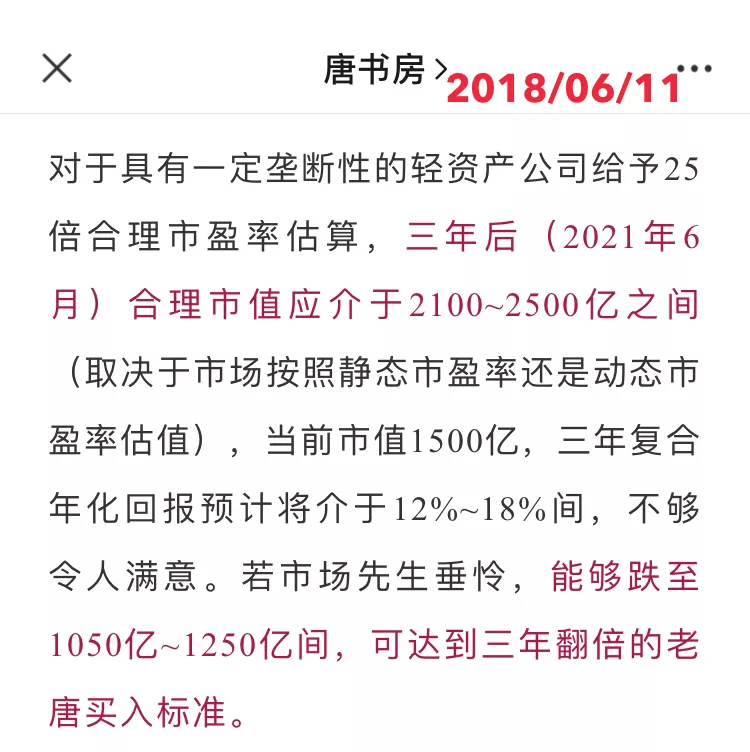 唐书房
2018/06/11
对于具有一定垄断性的轻资产公司给予25
倍合理市盈率估算，三年后（2021年6
月）合理市值应介于2100~2500亿之间
（取决于市场按照静态市盈率还是动态市
盈率估值），当前市值1500亿，三年复合
年化回报预计将介于12%~18%间，不够
令人满意。若市场先生垂怜，能够跌至
1050亿~1250亿间，可达到三年翻倍的老
唐买入标准。